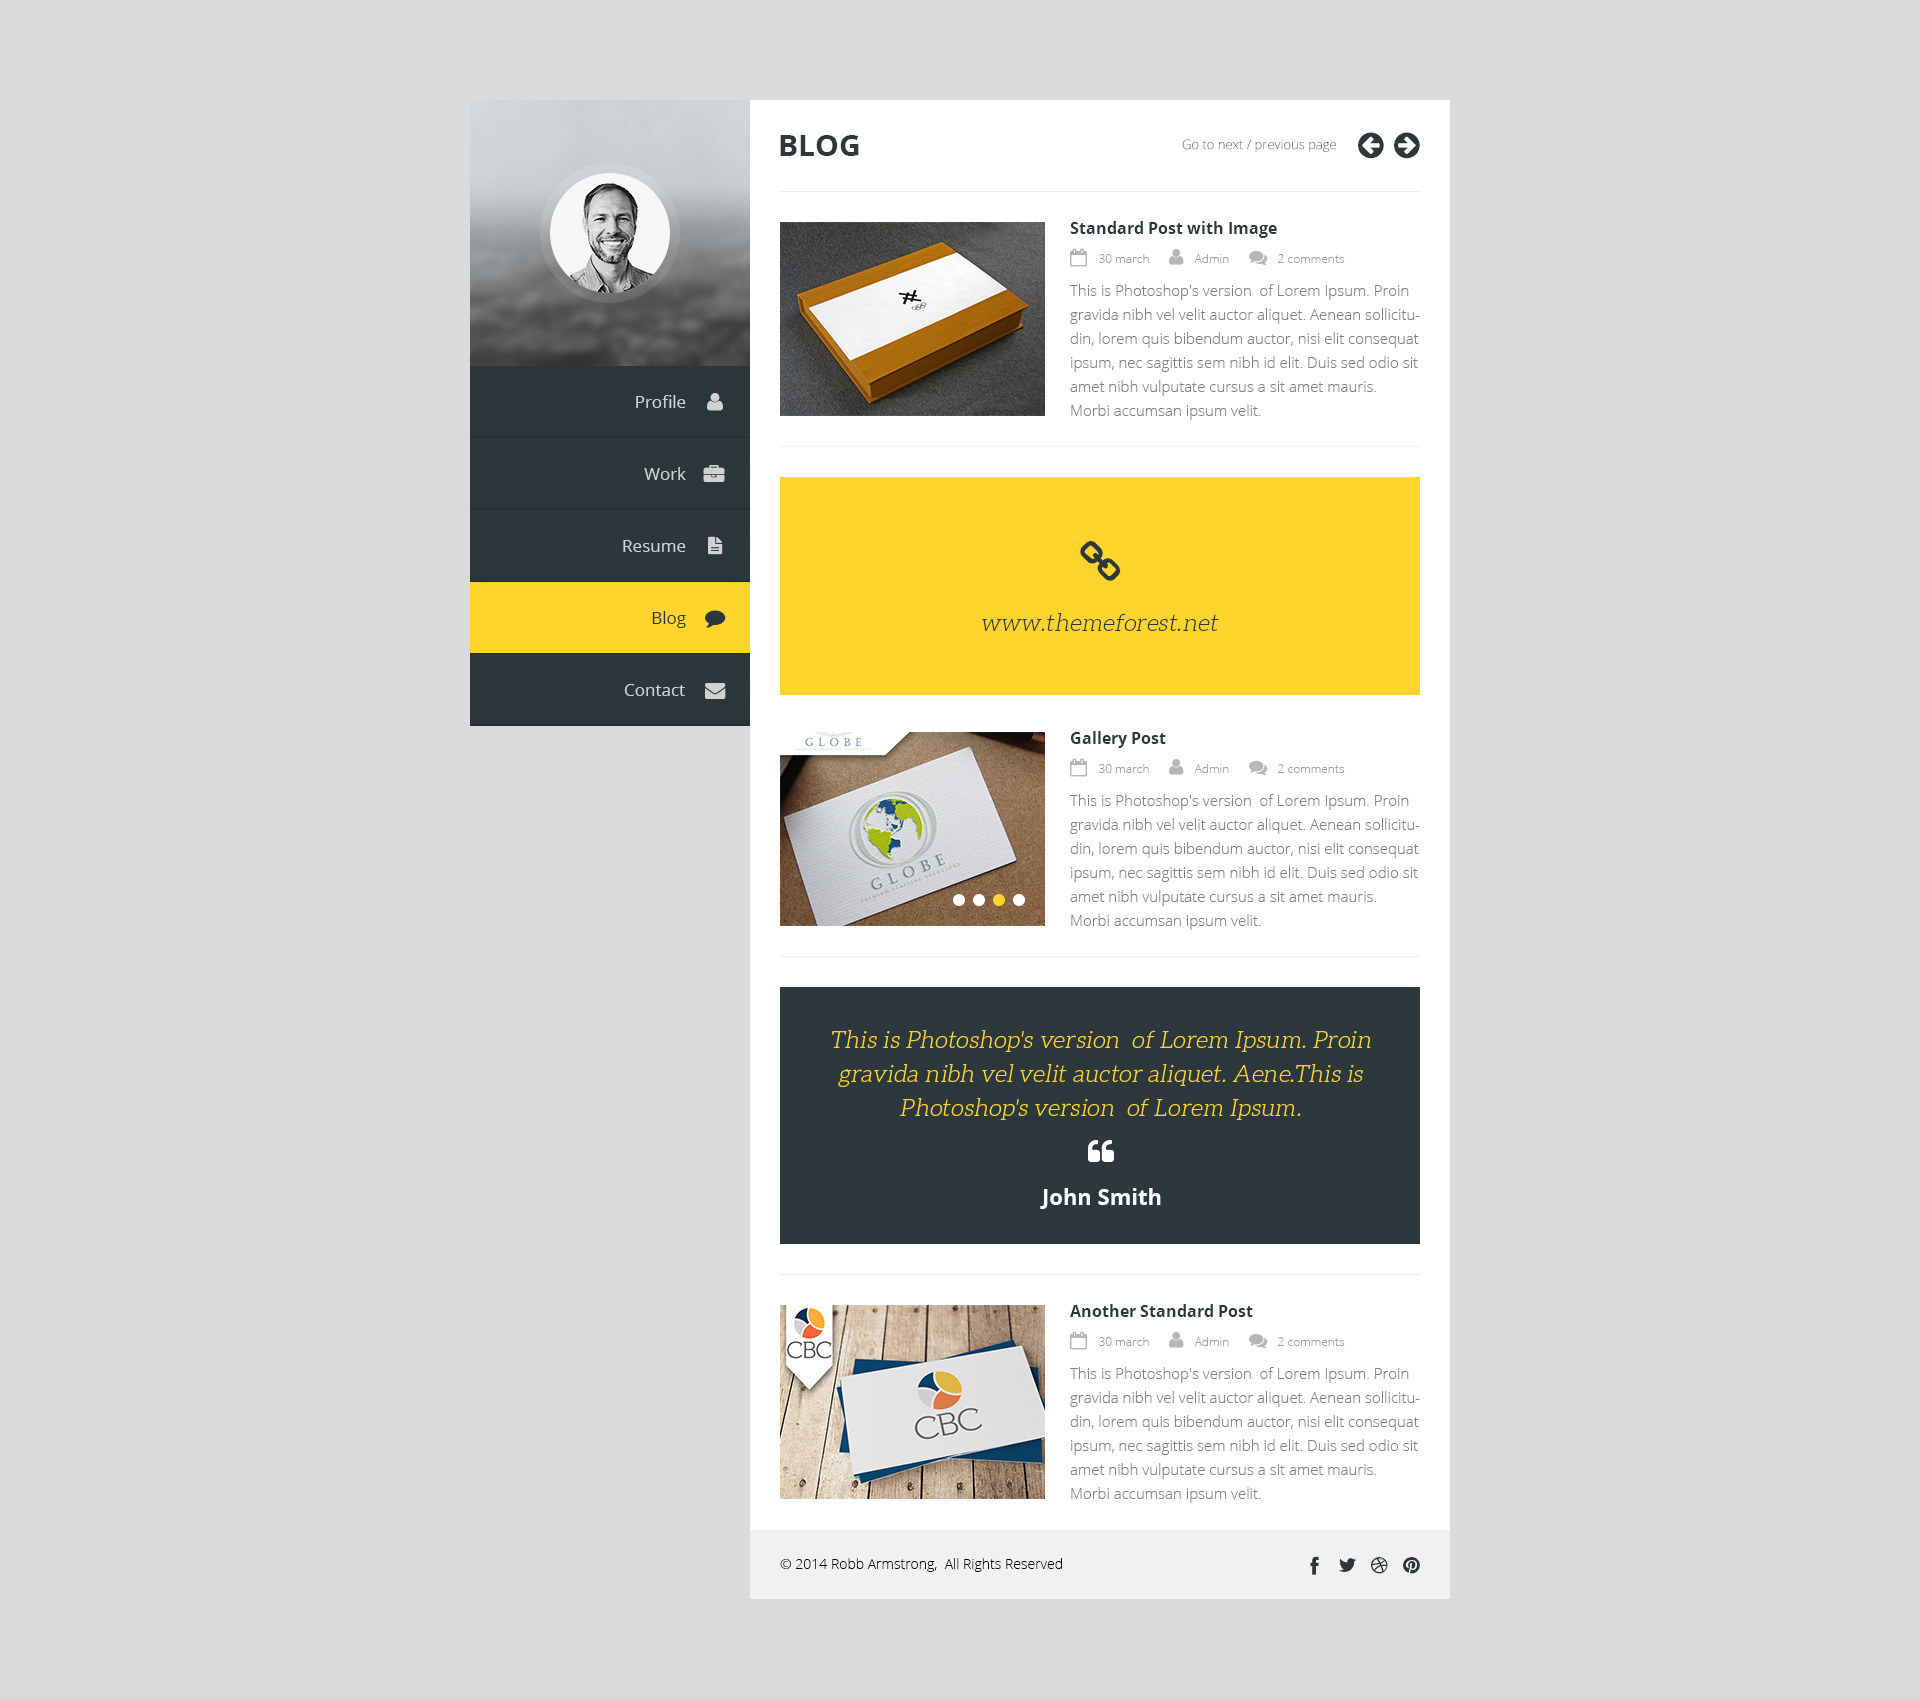 BLOG
Go to next / previous page
Profile
Work
Resume
Blog
Contact
Standard Post with Image
30 march Admin 2 comments
This is Photoshop's version  of Lorem Ipsum. Proin
gravida nibh vel velit auctor aliquet. Aenean sollicitu-
din, lorem quis bibendum auctor, nisi elit consequat
ipsum, nec sagittis sem nibh id elit. Duis sed odio sit
amet nibh vulputate cursus a sit amet mauris.
Morbi accumsan ipsum velit.
www.themeforest.net
GLOBE
GLOBE
Gallery Post
30 march Admin 2 comments
This is Photoshop's version  of Lorem Ipsum. Proin
gravida nibh vel velit auctor aliquet. Aenean sollicitu-
din, lorem quis bibendum auctor, nisi elit consequat
ipsum, nec sagittis sem nibh id elit. Duis sed odio sit
amet nibh vulputate cursus a sit amet mauris.
Morbi accumsan ipsum velit.
This is Photoshop's version  of Lorem Ipsum. Proin
gravida nibh vel velit auctor aliquet. Aene.This is
Photoshop's version  of Lorem Ipsum.
John Smith
CBC
CBC
Another Standard Post
30 march Admin 2 comments
This is Photoshop's version  of Lorem Ipsum. Proin
gravida nibh vel velit auctor aliquet. Aenean sollicitu-
din, lorem quis bibendum auctor, nisi elit consequat
ipsum, nec sagittis sem nibh id elit. Duis sed odio sit
amet nibh vulputate cursus a sit amet mauris.
Morbi accumsan ipsum velit.
© 2014 Robb Armstrong,  All Rights Reserved